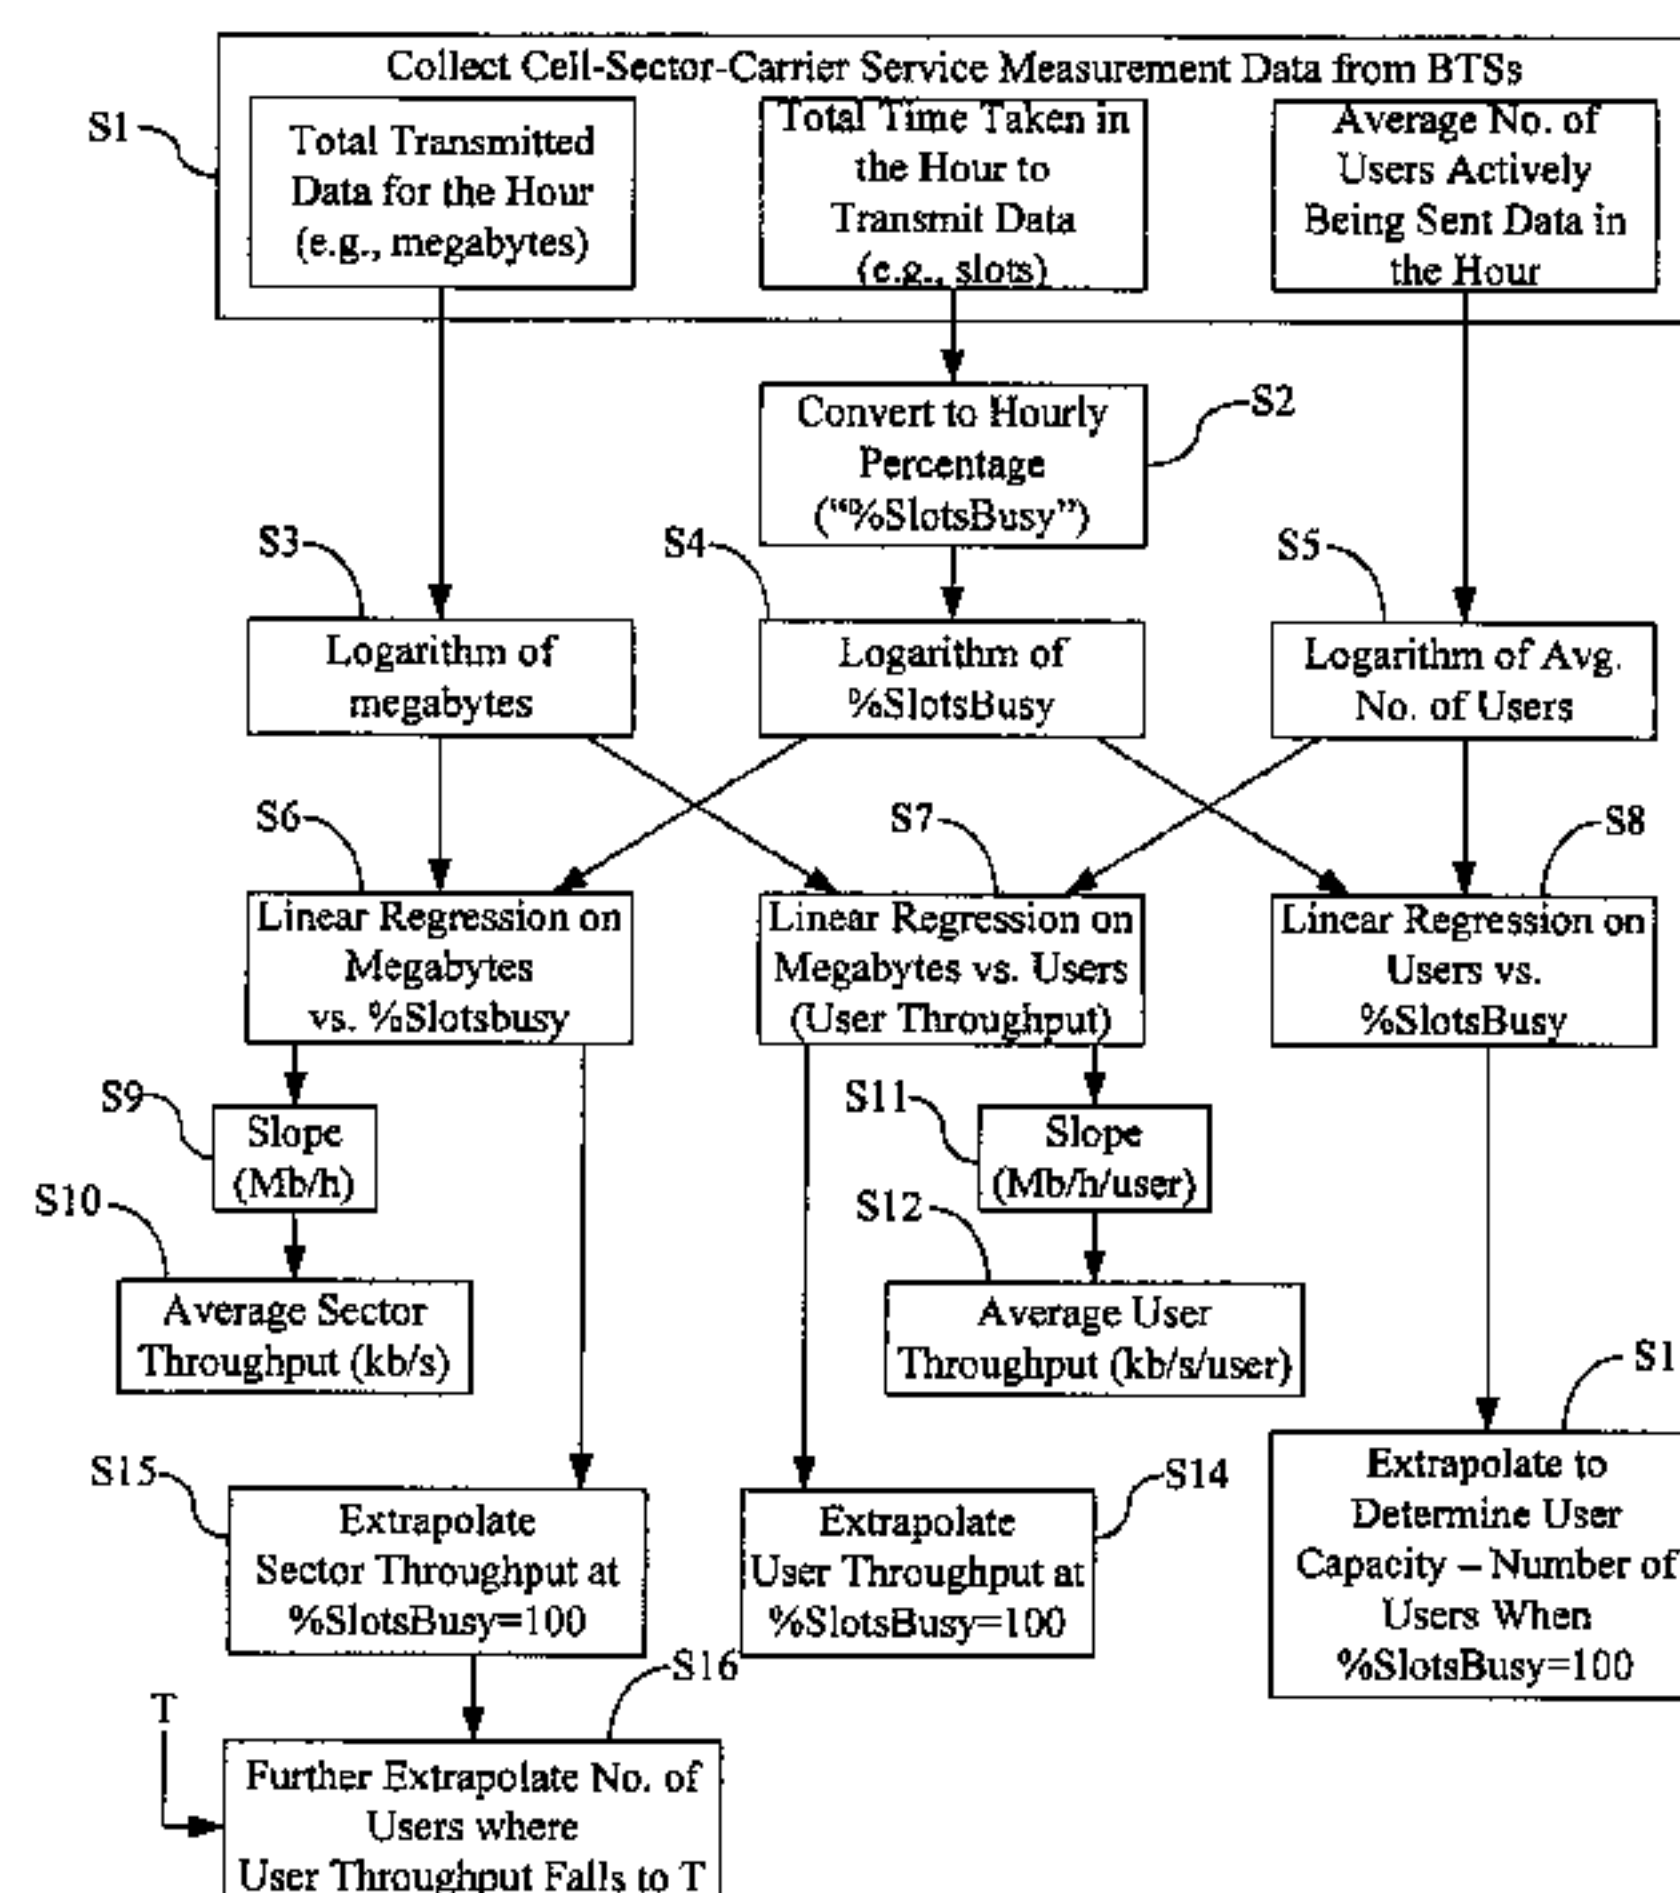 Collect Cell-Sector-Carrier Service Measurement Data from BTSs
S1
Total Transmitted
Data for the Hour
(e.g., megabytes)
Total Time Taken in
the Hour to
Transmit Data
(e.g., slots)
Average No. of
Users Actively
Being Sent Data in
the Hour
Convert to Hourly
Percentage
(“%SlotsBusy”)
S2
S3
S4
S5
Logarithm of
megabytes
Logarithm of
%SlotsBusy
Logarithm of Avg.
No. of Users
S6
S7
S8
Linear Regression on
Megabytes
vs. %Slotsbusy
Linear Regression on
Megabytes vs. Users
(User Throughput)
Linear Regression on
Users vs.
%SlotsBusy
S9
Slope
(Mb/h)
S11
Slope
(Mb/h/user)
S10
Average Sector
Throughput (kb/s)
S12
Average User
Throughput (kb/s/user)
S1
S15
Extrapolate
Sector Throughput at
%SlotsBusy=100
S14
Extrapolate
User Throughput at
%SlotsBusy=100
Extrapolate to
Determine User
Capacity – Number of
Users When
%SlotsBusy=100
S16
T
Further Extrapolate No. of
Users where
User Throughput Falls to T